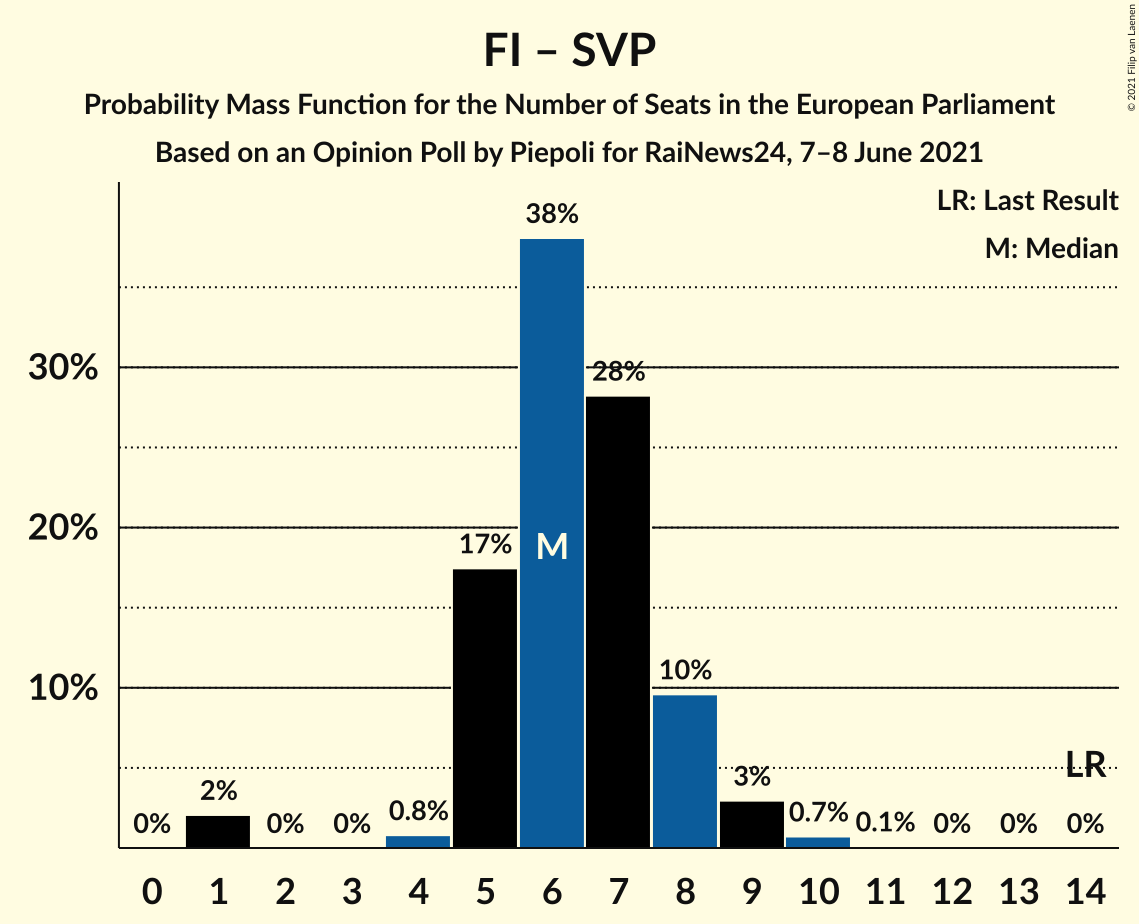 FI – SVP
Probability Mass Function for the Number of Seats in the European Parliament
Based on an Opinion Poll by Piepoli for RaiNews24, 7–8 June 2021
© 2021 Filip van Laenen
LR: Last Result
M: Median
38%
30%
28%
20%
17%
M
10%
10%
LR
3%
2%
0.8%
0.7%
0%
0%
0%
0.1%
0%
0%
0%
0 1 2 3 4 5 6 7 8 9 10 11 12 13 14